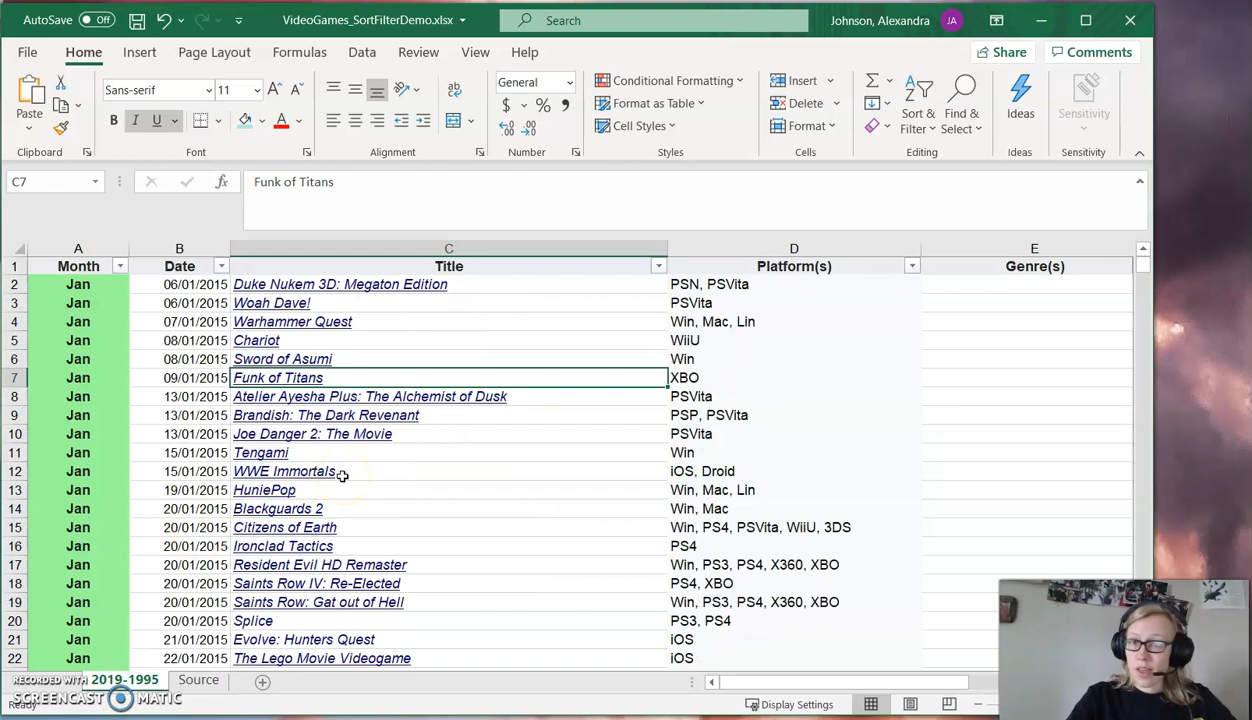 AutoSave Off VideoGames_SortFilterDemo.xlsx Search Johnson, Alexandra JA
File Home Insert Page Layout Formulas Data Review View Help Share Comments
Paste Sans-serif 11 General Conditional Formatting Insert
Format as Table Delete
B I U A $ % Cell Styles Format Sort & Filter Find & Select Ideas Sensitivity
Clipboard Font Alignment Number Styles Cells Editing Ideas Sensitivity
C7 fx Funk of Titans
A B C D E
1 Month Date Title Platform(s) Genre(s)
2 Jan 06/01/2015 Duke Nukem 3D: Megaton Edition PSN, PSVita
3 Jan 06/01/2015 Woah Dave! PSVita
4 Jan 07/01/2015 Warhammer Quest Win, Mac, Lin
5 Jan 08/01/2015 Chariot WiiU
6 Jan 08/01/2015 Sword of Asumi Win
7 Jan 09/01/2015 Funk of Titans XBO
8 Jan 13/01/2015 Atelier Ayesha Plus: The Alchemist of Dusk PSVita
9 Jan 13/01/2015 Brandish: The Dark Revenant PSP, PSVita
10 Jan 13/01/2015 Joe Danger 2: The Movie PSVita
11 Jan 15/01/2015 Tengami Win
12 Jan 15/01/2015 WWE Immortals iOS, Droid
13 Jan 19/01/2015 HuniePop Win, Mac, Lin
14 Jan 20/01/2015 Blackguards 2 Win, Mac
15 Jan 20/01/2015 Citizens of Earth Win, PS4, PSVita, WiiU, 3DS
16 Jan 20/01/2015 Ironclad Tactics PS4
17 Jan 20/01/2015 Resident Evil HD Remaster Win, PS3, PS4, X360, XBO
18 Jan 20/01/2015 Saints Row IV: Re-Elected PS4, XBO
19 Jan 20/01/2015 Saints Row: Gat out of Hell Win, PS3, PS4, X360, XBO
20 Jan 20/01/2015 Splice PS3, PS4
21 Jan 21/01/2015 Evolve: Hunters Quest iOS
22 Jan 22/01/2015 The Lego Movie Videogame iOS
RECORDED WITH 2019-1995 Source
SCREENCAST MATIC
Ready Display Settings